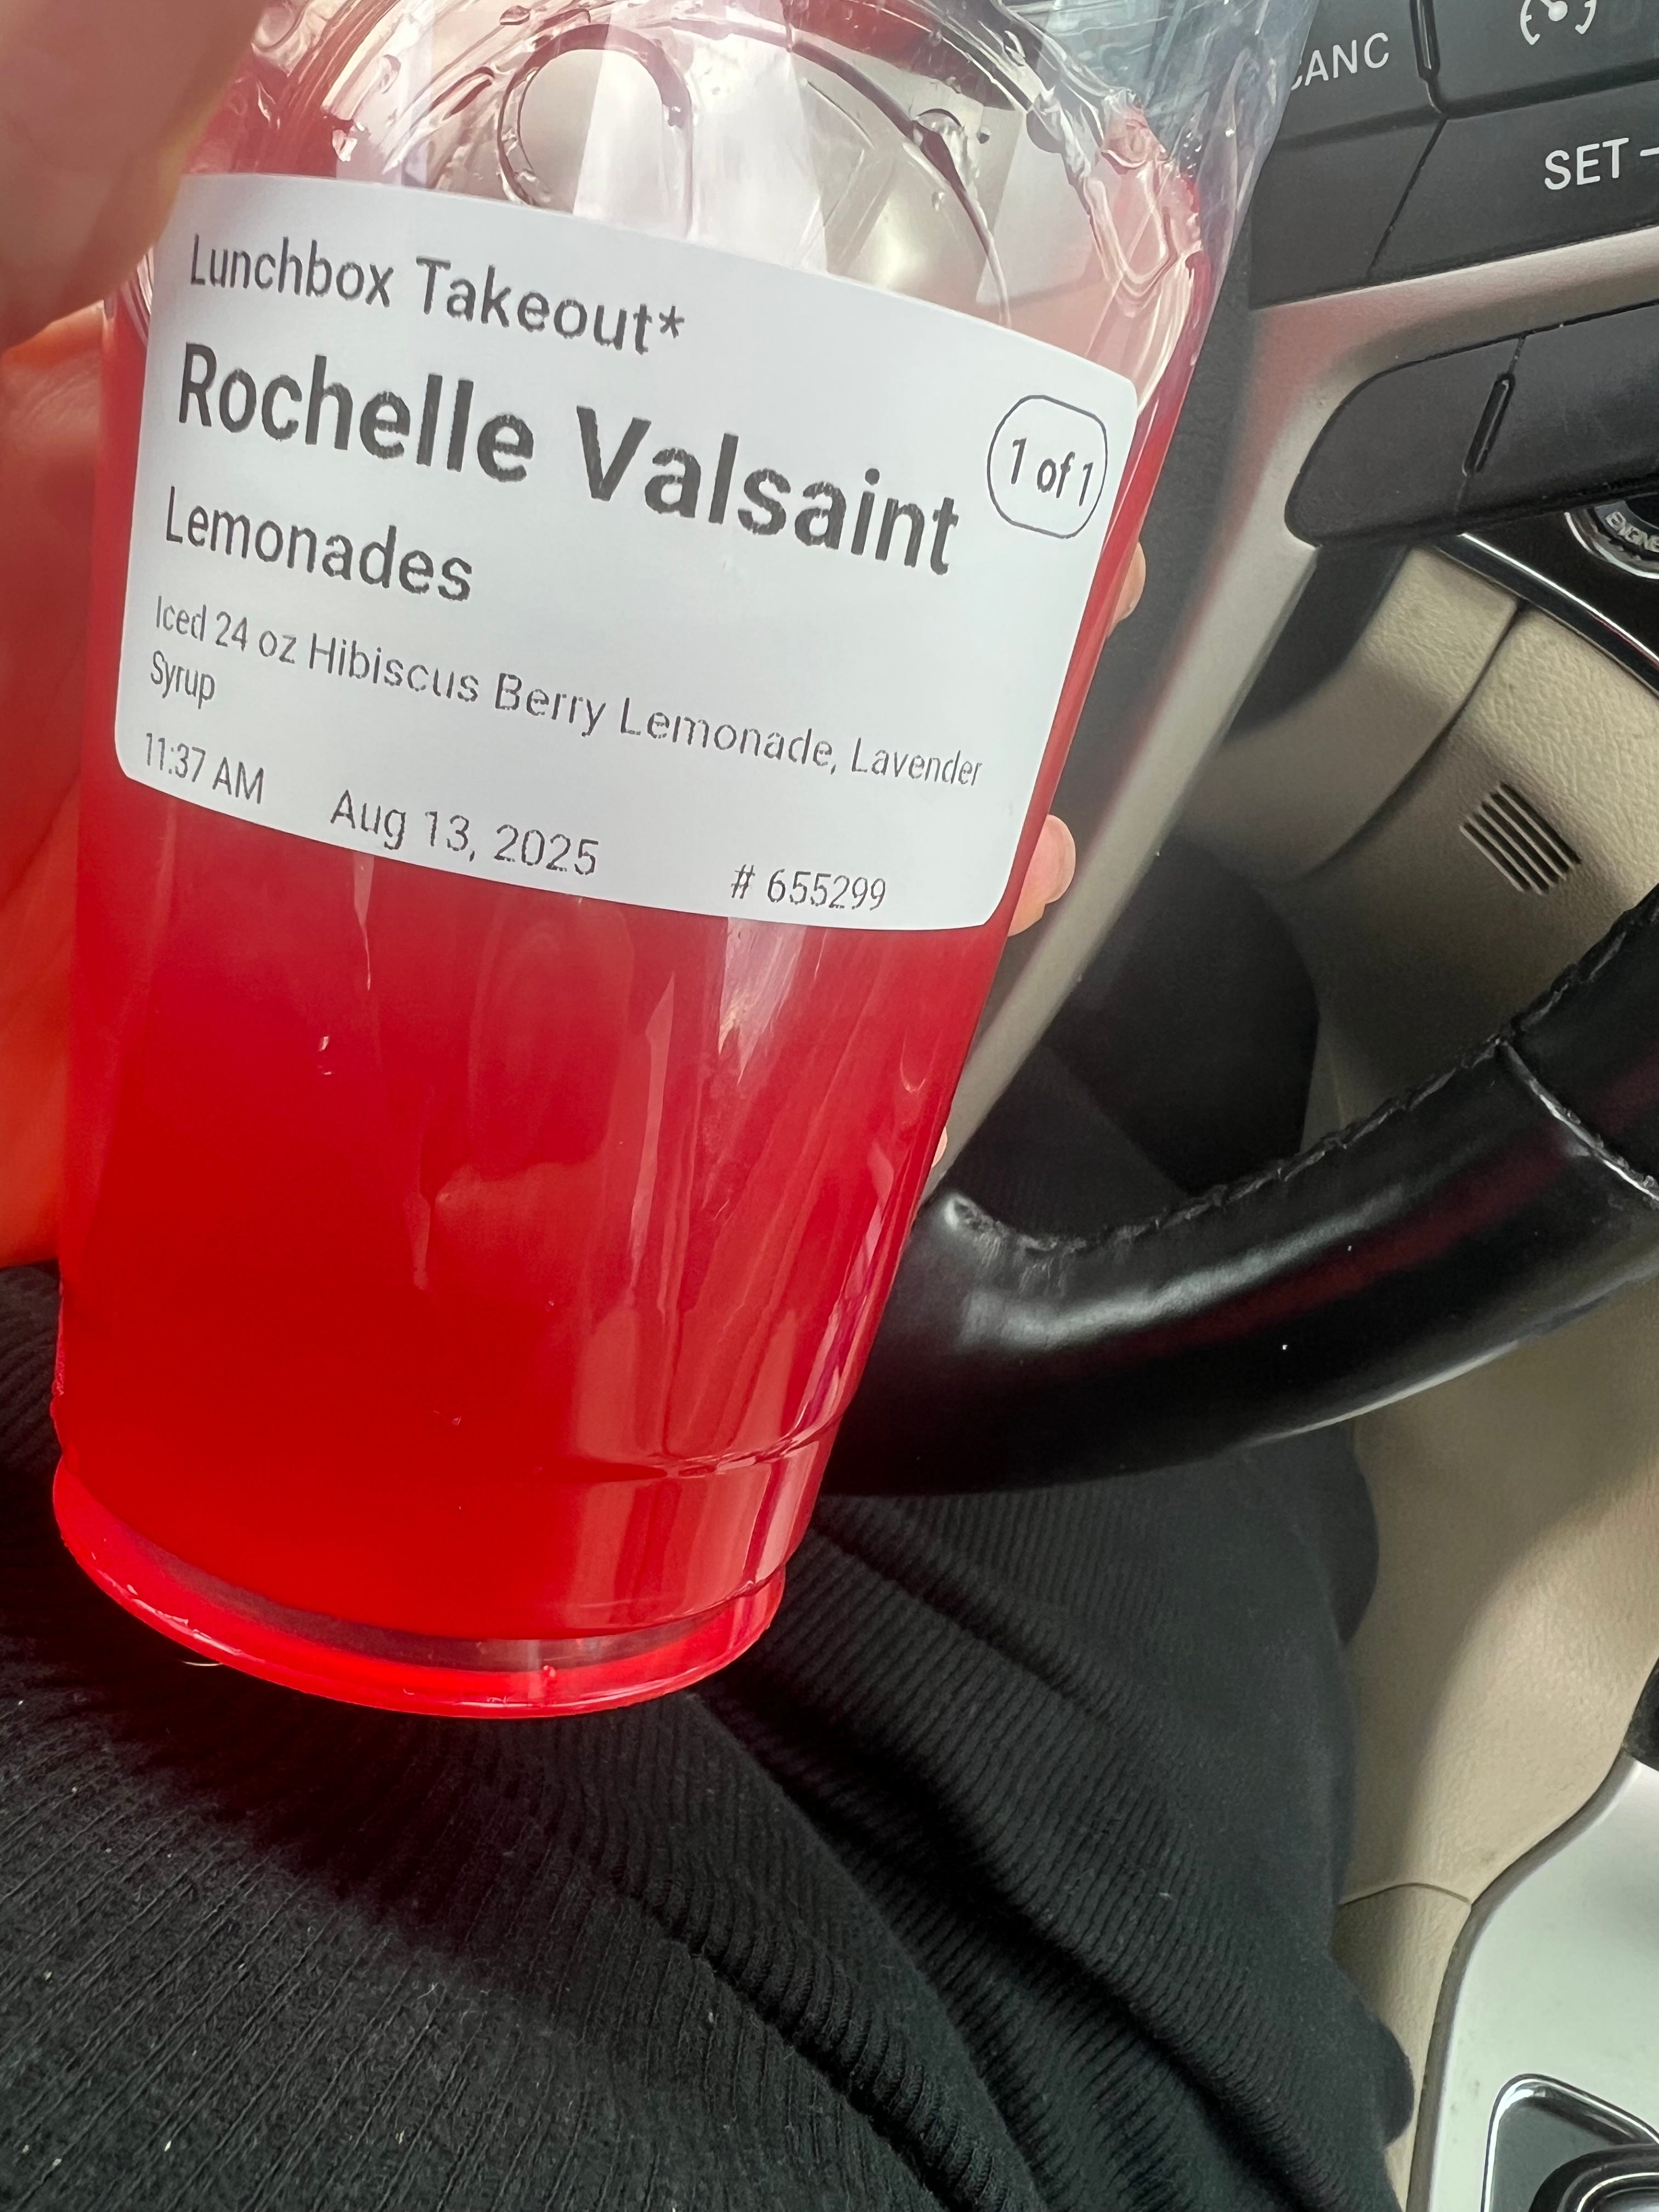 CANC
SET -
ENGINE
Lunchbox Takeout*
Rochelle Valsaint
1 of 1
Lemonades
Iced 24 oz Hibiscus Berry Lemonade, Lavender
Syrup
11:37 AM Aug 13, 2025 # 655299